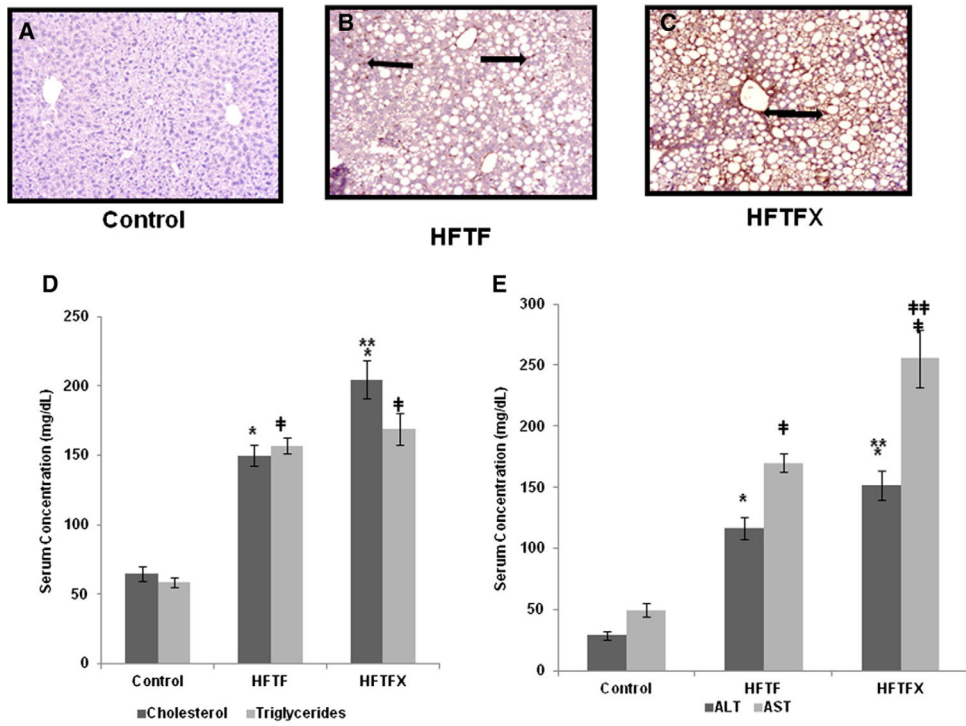 A
B
C
Control
HFTF
HFTFX
D
Serum Concentration (mg/dL)
250
200
150
100
50
0
*
ǂ
**
*
ǂ
Control
HFTF
HFTFX
Cholesterol
Triglycerides
E
Serum Concentration (mg/dL)
300
250
200
150
100
50
0
*
ǂ
**
*
ǂǂ
ǂ
Control
HFTF
HFTFX
ALT
AST